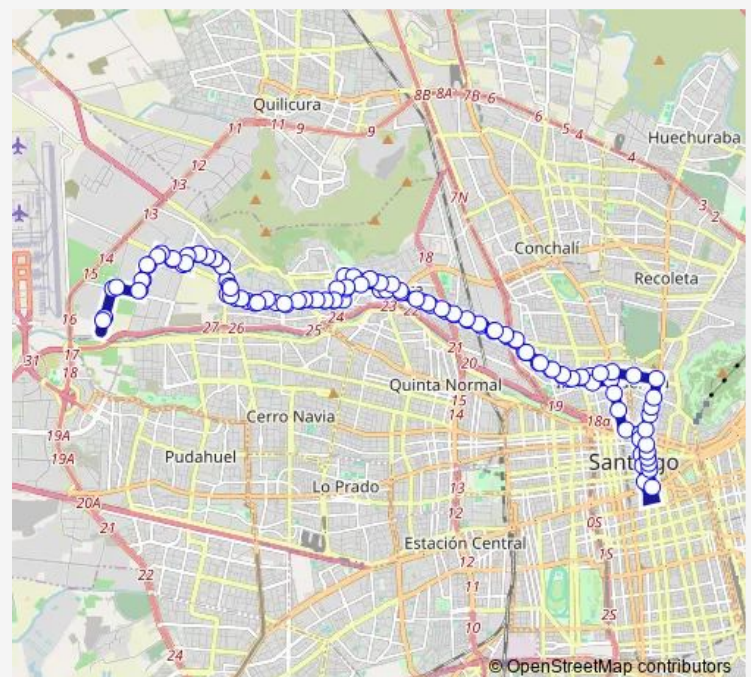 Quilicura
8B
8A
7B
6
6
5
4
4
11
11
9
9
12
Huechuraba
13
7N
3
2
13
14
18
Conchalí
15
Recoleta
16
24
23
22
27
26
25
21
31
17
18
20
Quinta Normal
15
14
19
18a
Cerro Navia
19A
Pudahuel
Santiago
19A
Lo Prado
13
20A
12
0S
21
Estación Central
1S
12
22
11
2S
10
24
© OpenStreetMap contributors